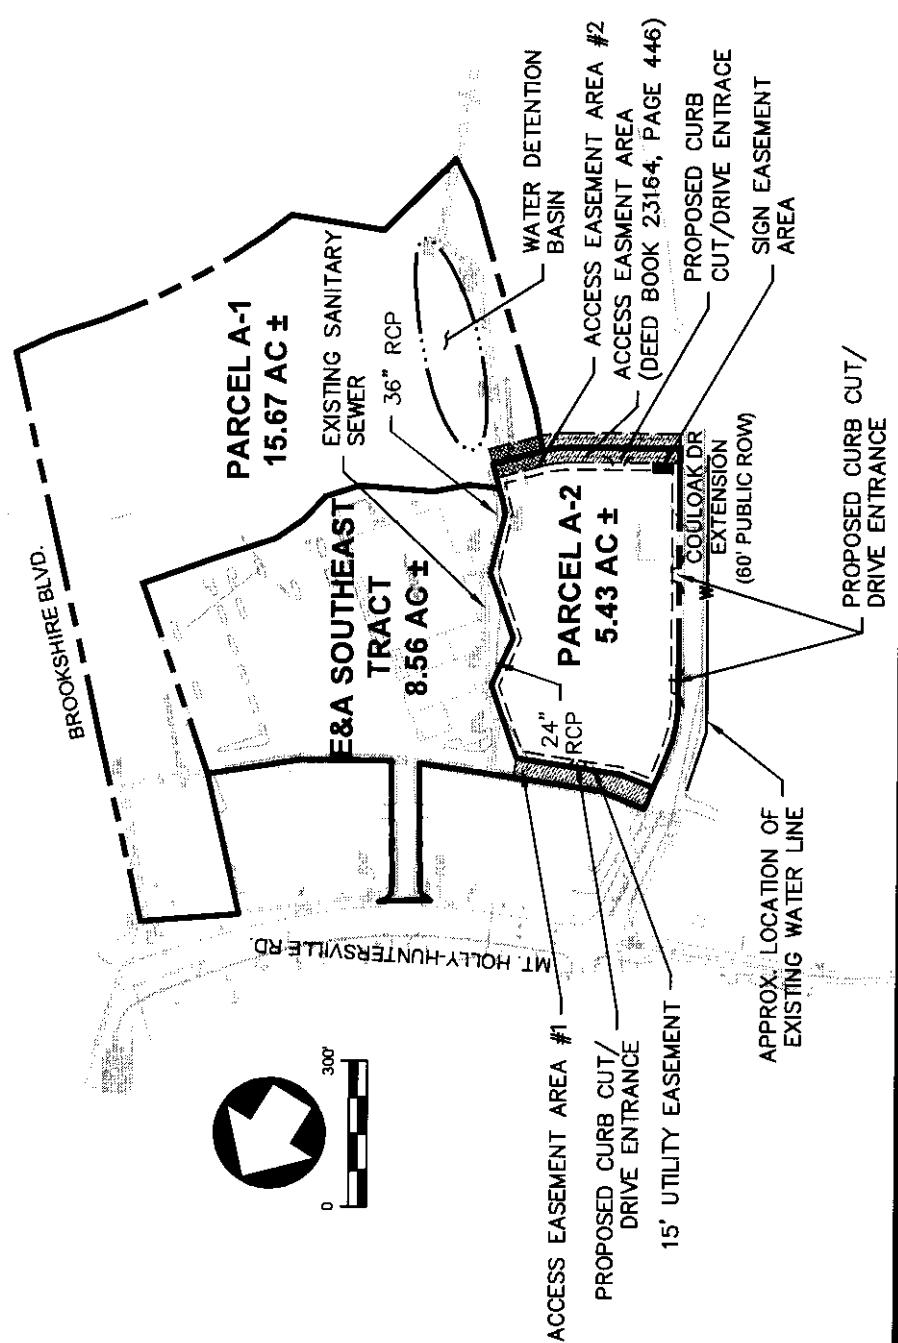 BROOKSHIRE BLVD.
PARCEL A-1
15.67 AC ±
EXISTING SANITARY
SEWER
36" RCP
WATER DETENTION
BASIN
ACCESS EASEMENT AREA #2
ACCESS EASMENT AREA
(DEED BOOK 23164, PAGE 446)
PROPOSED CURB
CUT/DRIVE ENTRACE
SIGN EASEMENT
AREA
E&A SOUTHEAST
TRACT
8.56 AC ±
PARCEL A-2
5.43 AC ±
24"
RCP
COULOAK DR
EXTENSION
(60' PUBLIC ROW)
W
PROPOSED CURB CUT/
DRIVE ENTRANCE
MT. HOLLY-HUNTERSVILLE RD.
APPROX. LOCATION OF
EXISTING WATER LINE
ACCESS EASEMENT AREA #1
PROPOSED CURB CUT/
DRIVE ENTRANCE
15' UTILITY EASEMENT
0
300'